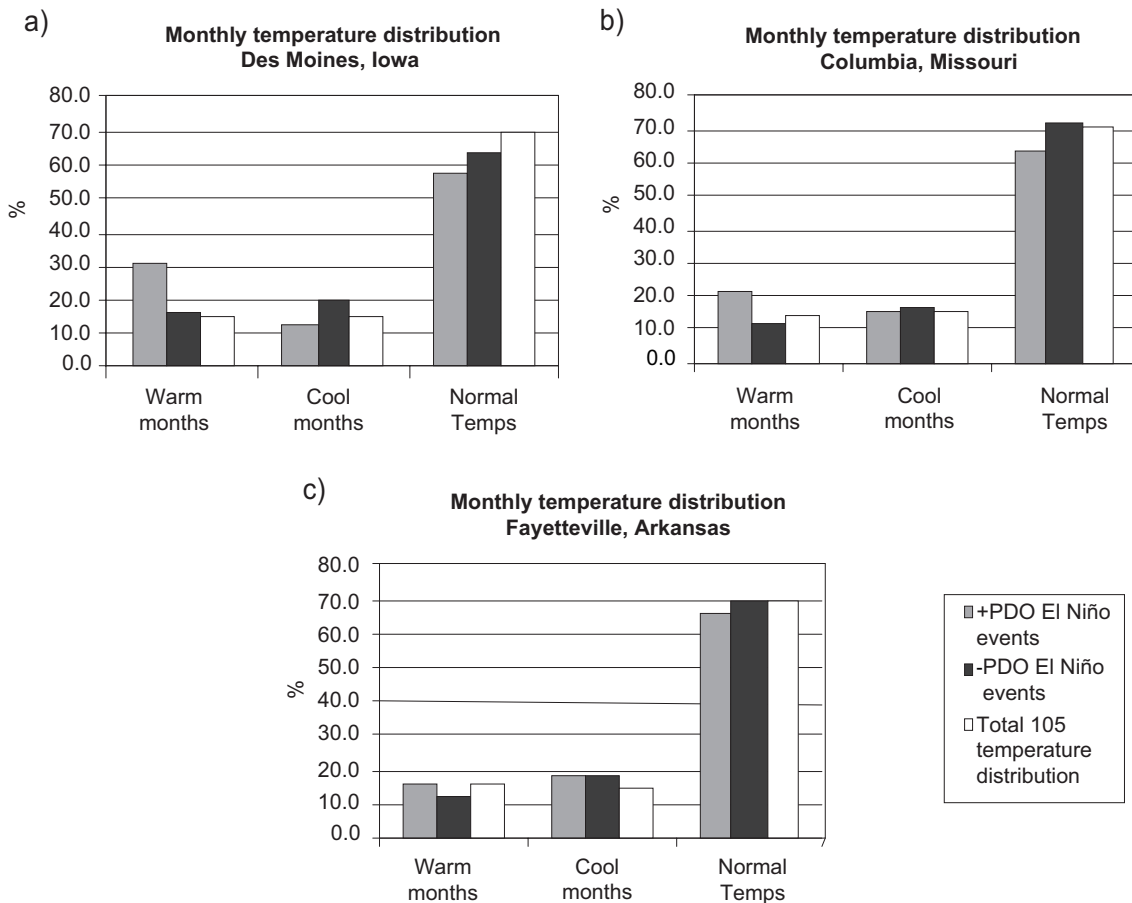 a)
Monthly temperature distribution
Des Moines, Iowa
80.0
70.0
60.0
50.0
40.0
30.0
20.0
10.0
0.0
%
Warm
months
Cool
months
Normal
Temps
b)
Monthly temperature distribution
Columbia, Missouri
80.0
70.0
60.0
50.0
40.0
30.0
20.0
10.0
0.0
%
Warm
months
Cool
months
Normal
Temps
c)
Monthly temperature distribution
Fayetteville, Arkansas
80.0
70.0
60.0
50.0
40.0
30.0
20.0
10.0
0.0
%
Warm
months
Cool
months
Normal
Temps
+PDO El Niño
events
-PDO El Niño
events
Total 105
temperature
distribution